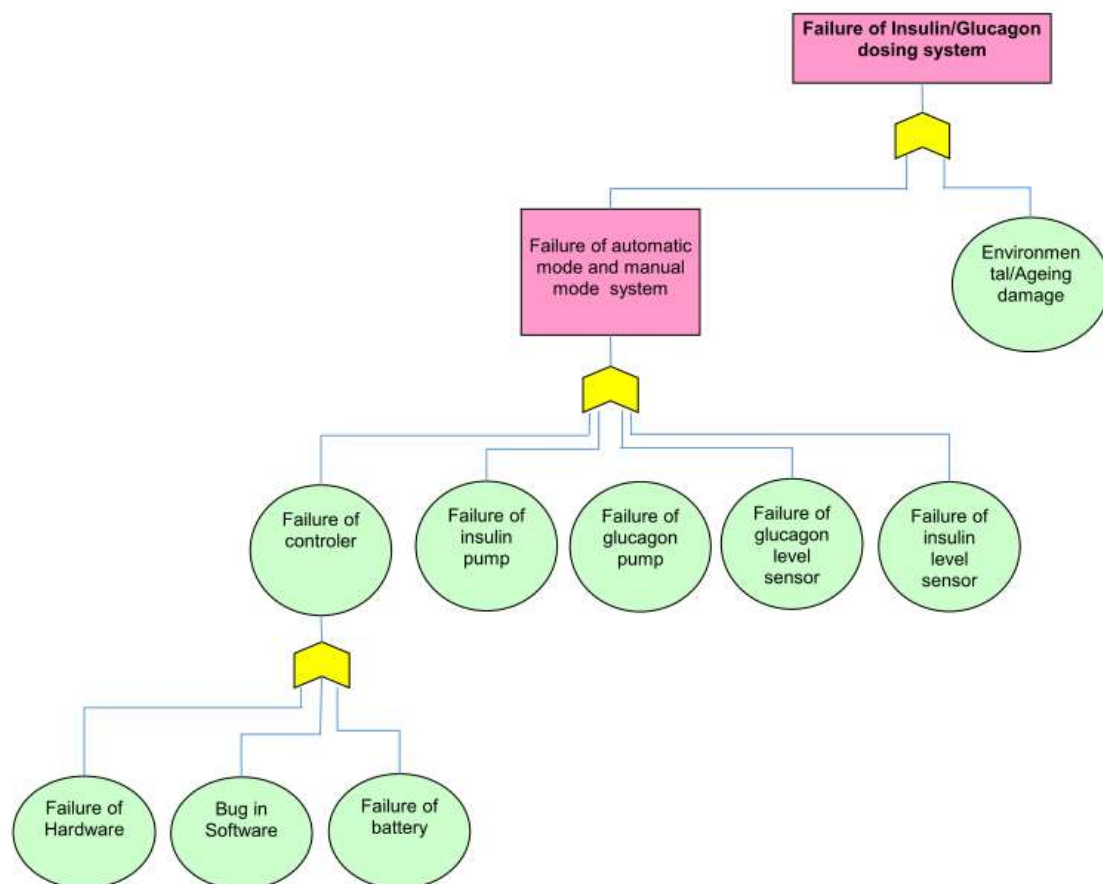 Failure of Insulin/Glucagon
dosing system
Failure of automatic
mode and manual
mode system
Environmen
tal/Ageing
damage
Failure of
controler
Failure of
insulin
pump
Failure of
glucagon
pump
Failure of
glucagon
level
sensor
Failure of
insulin
level
sensor
Failure of
Hardware
Bug in
Software
Failure of
battery